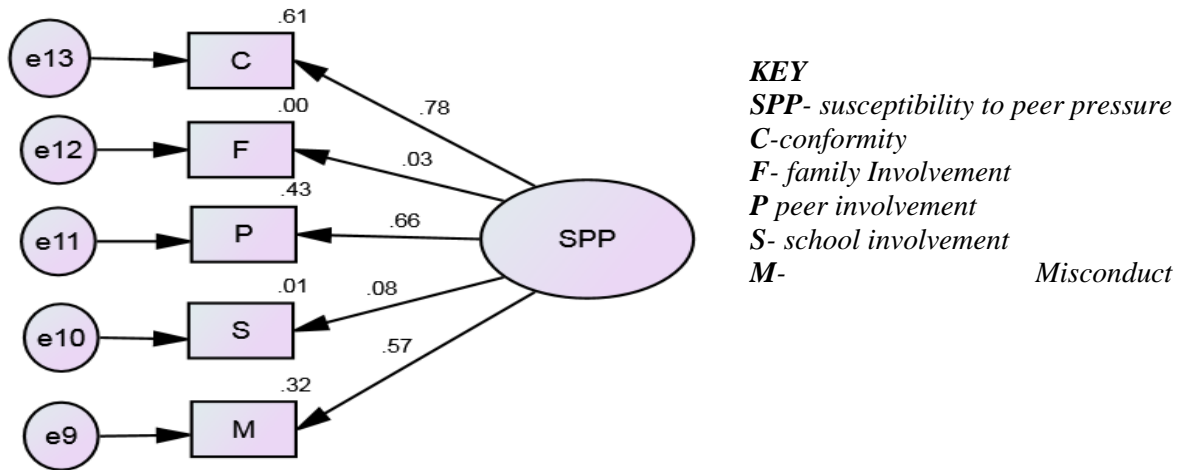 .61
e13
C
.78
.00
e12
F
.03
.43
e11
P
.66
SPP
.01
e10
S
.08
.57
.32
e9
M
KEY
SPP- susceptibility to peer pressure
C-conformity
F- family Involvement
P peer involvement
S- school involvement
M- Misconduct